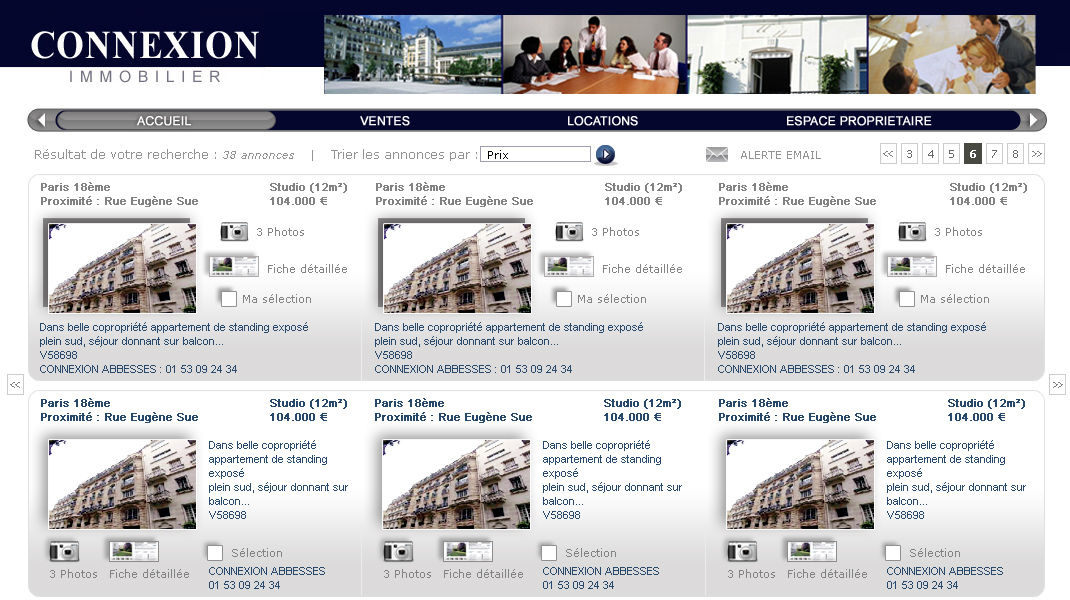 CONNEXION
IMMOBILIER
ACCUEIL VENTES LOCATIONS ESPACE PROPRIETAIRE
Résultat de votre recherche : 38 annonces | Trier les annonces par : Prix ALERTE EMAIL << 3 4 5 6 7 8 >>
Paris 18ème Studio (12m²) Paris 18ème Studio (12m²) Paris 18ème Studio (12m²)
Proximité : Rue Eugène Sue 104.000 € Proximité : Rue Eugène Sue 104.000 € Proximité : Rue Eugène Sue 104.000 €
3 Photos 3 Photos 3 Photos
Fiche détaillée Fiche détaillée Fiche détaillée
Ma sélection Ma sélection Ma sélection
Dans belle copropriété appartement de standing exposé Dans belle copropriété appartement de standing exposé Dans belle copropriété appartement de standing exposé
plein sud, séjour donnant sur balcon... plein sud, séjour donnant sur balcon... plein sud, séjour donnant sur balcon...
V58698 V58698 V58698
CONNEXION ABBESSES : 01 53 09 24 34 CONNEXION ABBESSES : 01 53 09 24 34 CONNEXION ABBESSES : 01 53 09 24 34
<< >>
Paris 18ème Studio (12m²) Paris 18ème Studio (12m²) Paris 18ème Studio (12m²)
Proximité : Rue Eugène Sue 104.000 € Proximité : Rue Eugène Sue 104.000 € Proximité : Rue Eugène Sue 104.000 €
Dans belle copropriété Dans belle copropriété Dans belle copropriété
appartement de standing appartement de standing appartement de standing
exposé exposé exposé
plein sud, séjour donnant sur plein sud, séjour donnant sur plein sud, séjour donnant sur
balcon... balcon... balcon...
V58698 V58698 V58698
Sélection Sélection Sélection
3 Photos Fiche détaillée CONNEXION ABBESSES 3 Photos Fiche détaillée CONNEXION ABBESSES 3 Photos Fiche détaillée CONNEXION ABBESSES
01 53 09 24 34 01 53 09 24 34 01 53 09 24 34